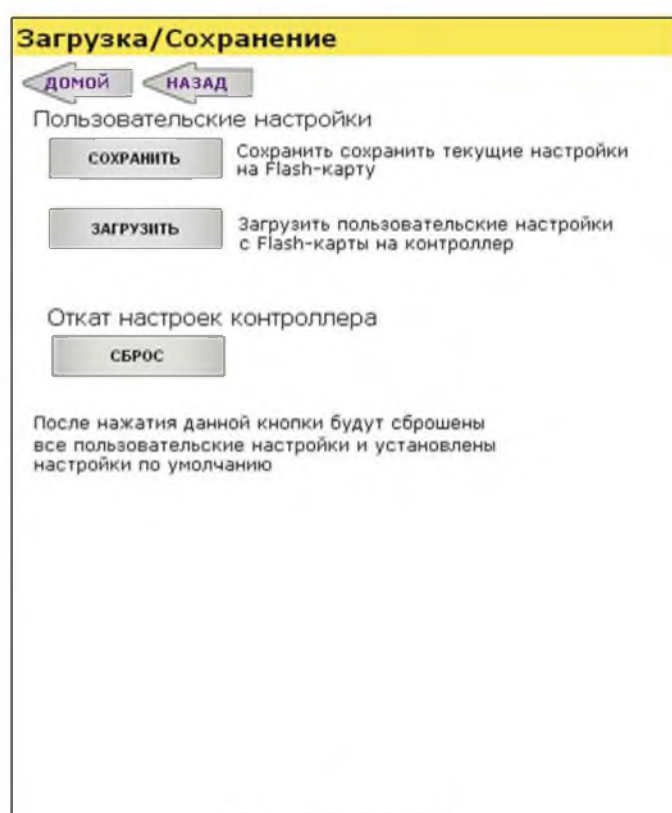 Загрузка/Сохранение
ДОМОЙ НАЗАД
Пользовательские настройки
СОХРАНИТЬ
Сохранить сохранить текущие настройки
на Flash-карту
ЗАГРУЗИТЬ
Загрузить пользовательские настройки
с Flash-карты на контроллер
Откат настроек контроллера
СБРОС
После нажатия данной кнопки будут сброшены
все пользовательские настройки и установлены
настройки по умолчанию